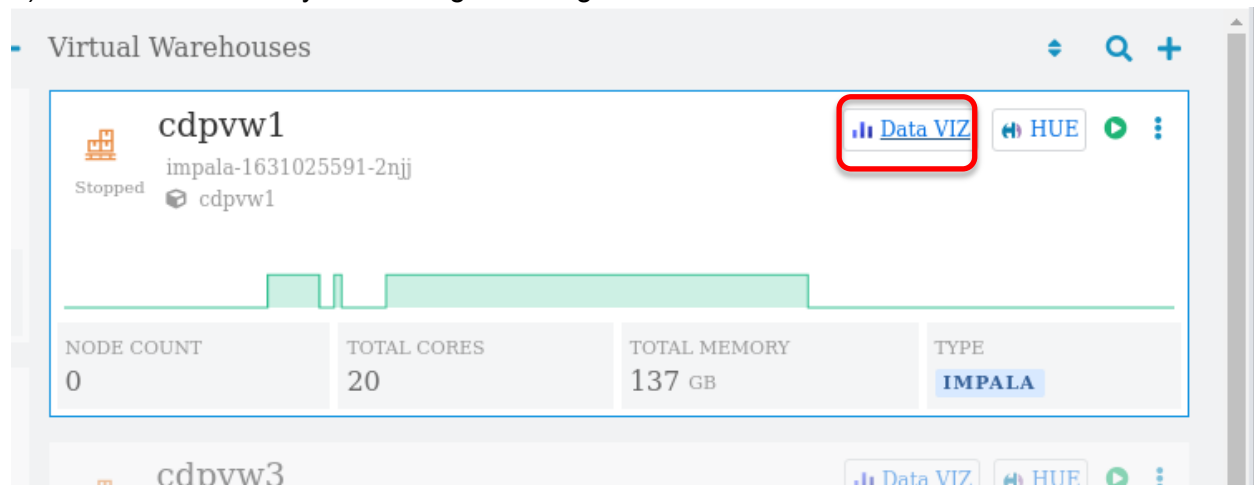 Virtual Warehouses
cdpvw1
Data VIZ
HUE
impala-1631025591-2njj
Stopped
cdpvw1
NODE COUNT
TOTAL CORES
TOTAL MEMORY
TYPE
0
20
137 GB
IMPALA
cdpvw3
Data VIZ
HUE